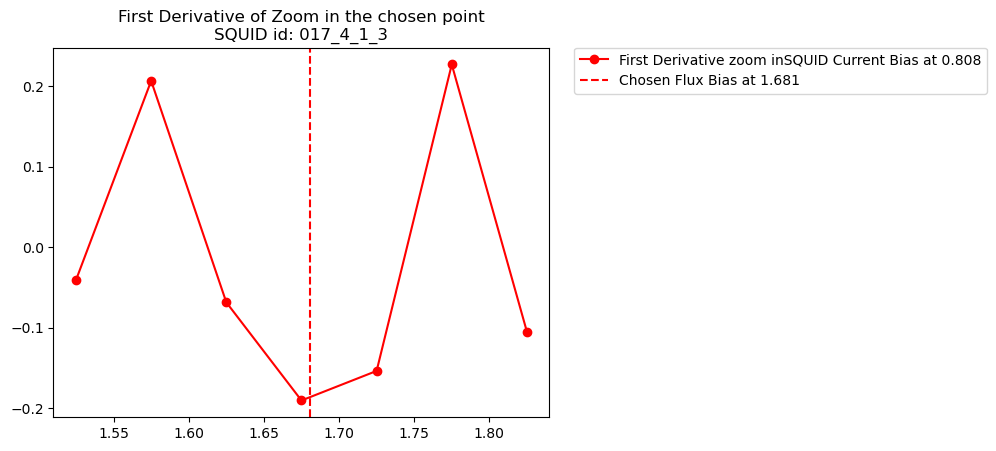 First Derivative of Zoom in the chosen point
SQUID id: 017_4_1_3
First Derivative zoom inSQUID Current Bias at 0.808
Chosen Flux Bias at 1.681
0.2
0.1
0.0
−0.1
−0.2
1.55 1.60 1.65 1.70 1.75 1.80